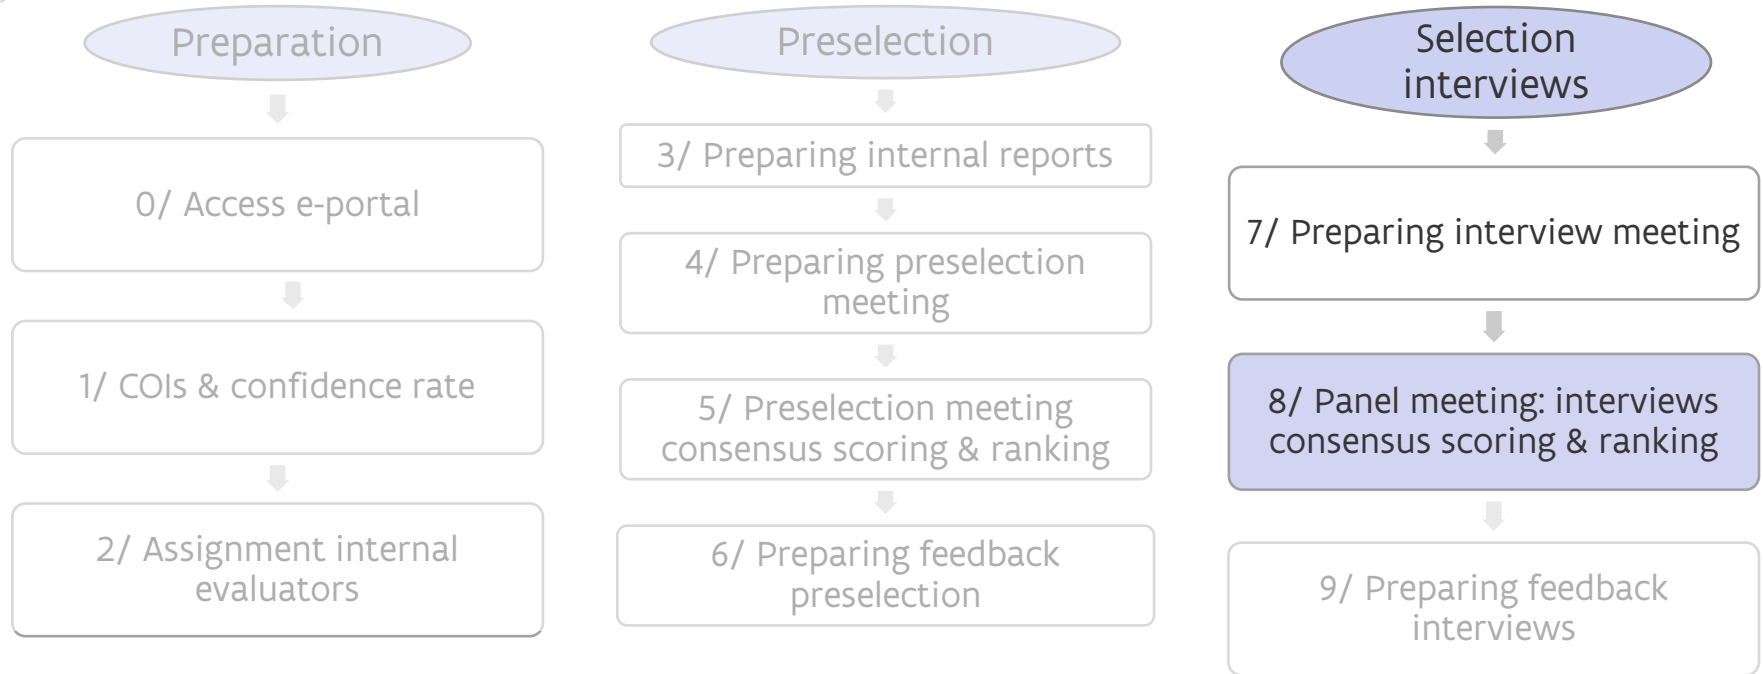 Preparation
0/ Access e-portal
1/ COIs & confidence rate
2/ Assignment internal
evaluators
Preselection
3/ Preparing internal reports
4/ Preparing preselection
meeting
5/ Preselection meeting
consensus scoring & ranking
6/ Preparing feedback
preselection
Selection
interviews
7/ Preparing interview meeting
8/ Panel meeting: interviews
consensus scoring & ranking
9/ Preparing feedback
interviews